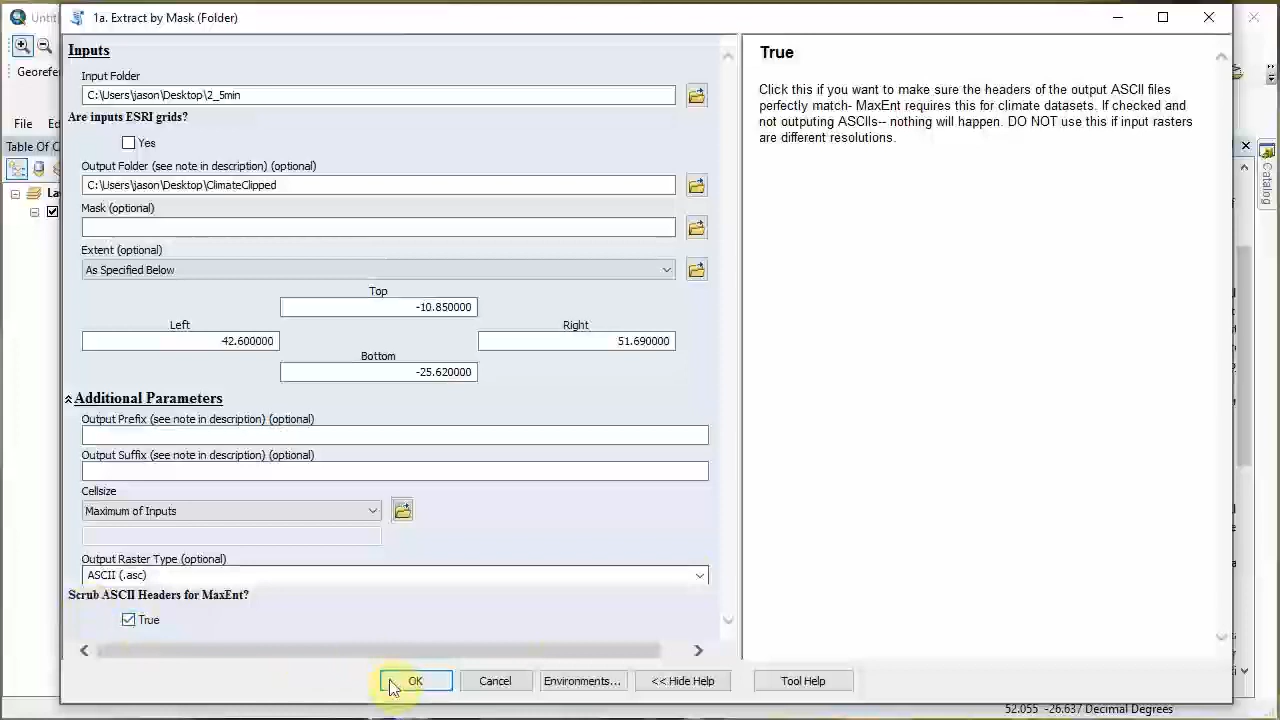 Untit
1a. Extract by Mask (Folder)
Georefer
File
Ed
Table Of C
La
Inputs
Input Folder
C:\Users\jason\Desktop\2_5min
Are inputs ESRI grids?
Yes
Output Folder (see note in description) (optional)
C:\Users\jason\Desktop\ClimateClipped
Mask (optional)
Extent (optional)
As Specified Below
Top
-10.850000
Left
Right
42.600000
51.690000
Bottom
-25.620000
Additional Parameters
Output Prefix (see note in description) (optional)
Output Suffix (see note in description) (optional)
Cellsize
Maximum of Inputs
Output Raster Type (optional)
ASCII (.asc)
Scrub ASCII Headers for MaxEnt?
True
True
Click this if you want to make sure the headers of the output ASCII files
perfectly match- MaxEnt requires this for climate datasets. If checked and
not outputing ASCIIs-- nothing will happen. DO NOT use this if input rasters
are different resolutions.
OK
Cancel
Environments...
<< Hide Help
Tool Help
Catalog
52.055 -26.637 Decimal Degrees